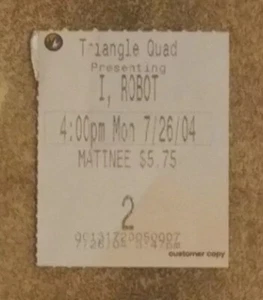 Triangle Quad
Presenting
I, ROBOT
4:00pm Mon 7/26/04
MATINEE $5.75
2
customer copy